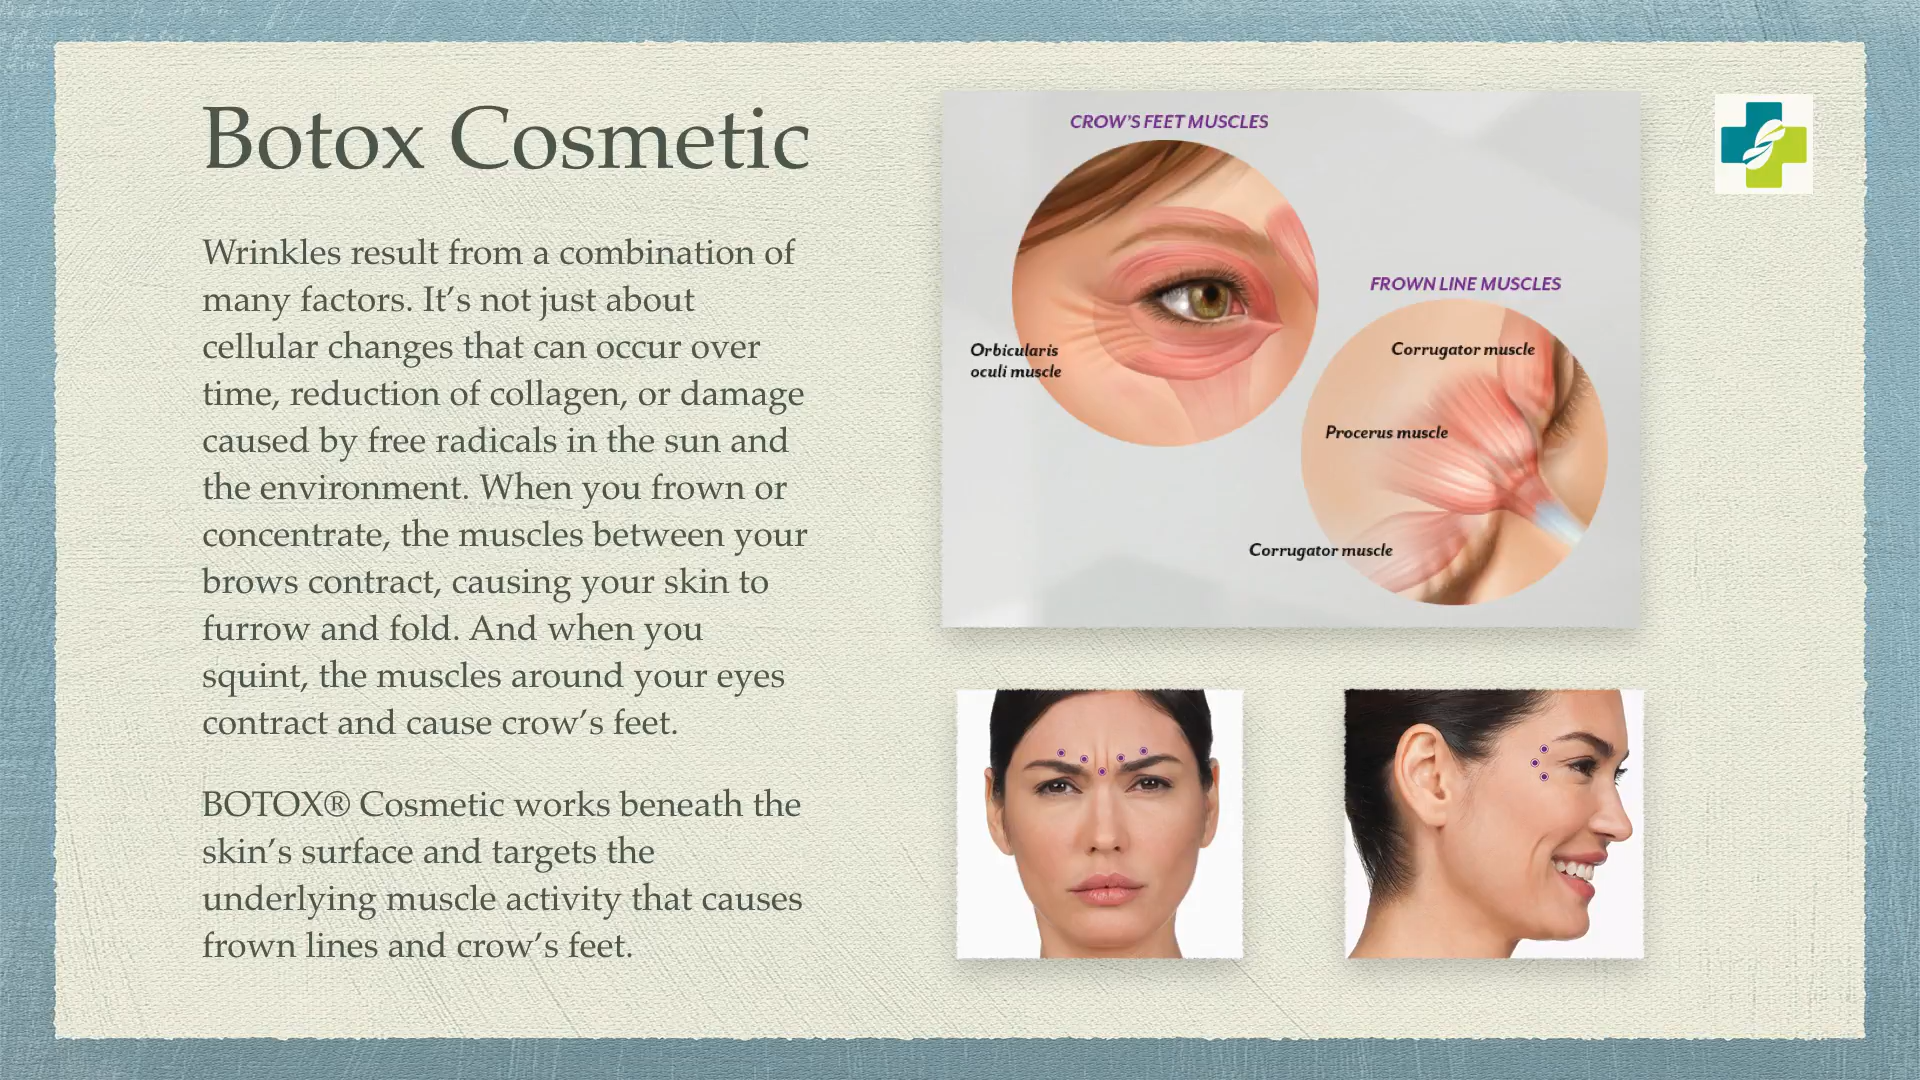 Botox Cosmetic
Wrinkles result from a combination of
many factors. It’s not just about
cellular changes that can occur over
time, reduction of collagen, or damage
caused by free radicals in the sun and
the environment. When you frown or
concentrate, the muscles between your
brows contract, causing your skin to
furrow and fold. And when you
squint, the muscles around your eyes
contract and cause crow’s feet.
BOTOX® Cosmetic works beneath the
skin’s surface and targets the
underlying muscle activity that causes
frown lines and crow’s feet.
CROW’S FEET MUSCLES
Orbicularis
oculi muscle
FROWN LINE MUSCLES
Corrugator muscle
Procerus muscle
Corrugator muscle